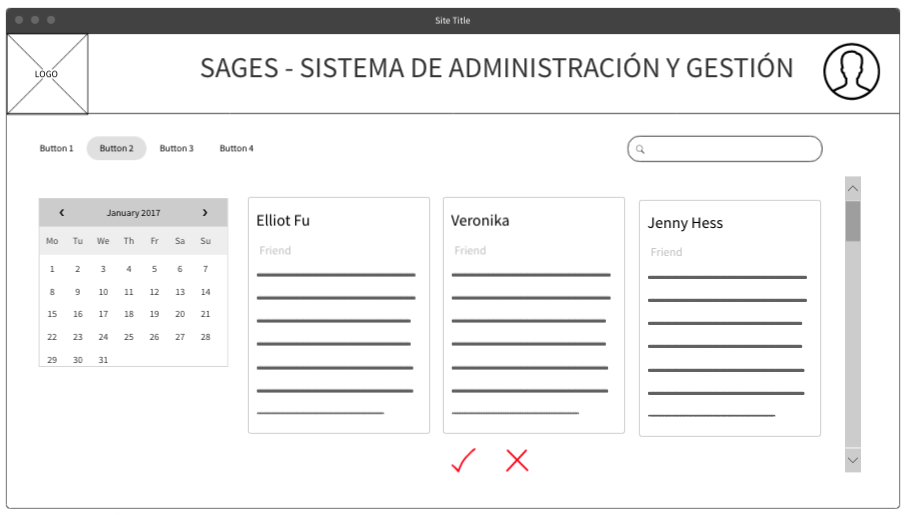 Site Title
LOGO
SAGES - SISTEMA DE ADMINISTRACIÓN Y GESTIÓN
Button 1 Button 2 Button 3 Button 4
January 2017
Mo Tu We Th Fr Sa Su
1 2 3 4 5 6 7
8 9 10 11 12 13 14
15 16 17 18 19 20 21
22 23 24 25 26 27 28
29 30 31
Elliot Fu
Friend
Veronika
Friend
Jenny Hess
Friend